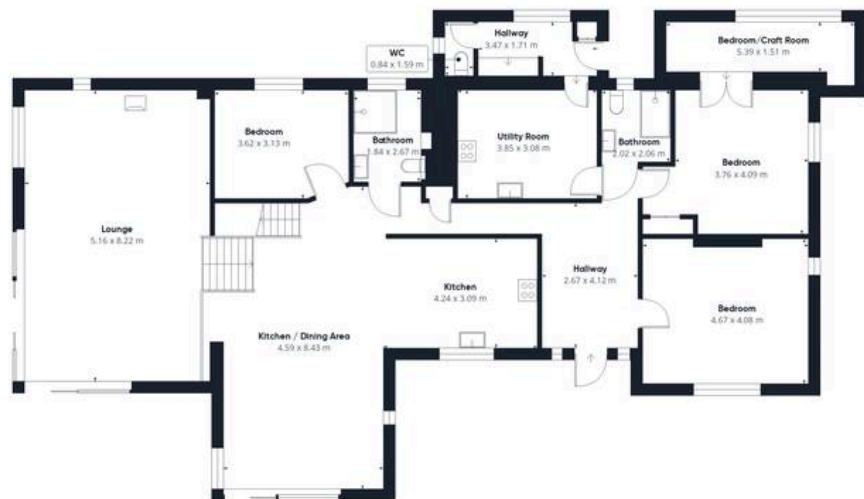 WC
0.84 x 1.59 m
Hallway
3.47 x 1.71 m
Bedroom/Craft Room
5.39 x 1.51 m
Bedroom
3.62 x 3.13 m
Bathroom
1.84 x 2.67 m
Utility Room
3.85 x 3.08 m
Bathroom
2.02 x 2.06 m
Bedroom
3.76 x 4.09 m
Lounge
5.16 x 8.22 m
Hallway
2.67 x 4.12 m
Kitchen
4.24 x 3.09 m
Bedroom
4.67 x 4.08 m
Kitchen / Dining Area
4.59 x 8.43 m